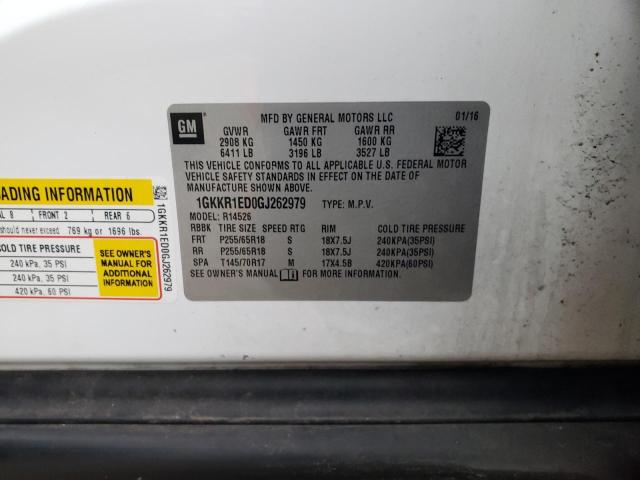 GM
MFD BY GENERAL MOTORS LLC 01/16
GVWR GAWR FRT GAWR RR
2908 KG 1450 KG 1600 KG
6411 LB 3196 LB 3527 LB
THIS VEHICLE CONFORMS TO ALL APPLICABLE U.S. FEDERAL MOTOR
VEHICLE SAFETY STANDARDS IN EFFECT ON THE DATE OF MANUFACTURE
SHOWN ABOVE.
1GKKR1ED0GJ262979 TYPE: M.P.V.
MODEL: R14526
RBBK TIRE SIZE SPEED RTG RIM COLD TIRE PRESSURE
FRT P255/65R18 S 18X7.5J 240KPA(35PSI)
RR P255/65R18 S 18X7.5J 240KPA(35PSI)
SPA T145/70R17 M 17X4.5B 420KPA(60PSI)
SEE OWNER'S MANUAL FOR MORE INFORMATION.
ADING INFORMATION
AL 8 FRONT 2 REAR 6
should never exceed 769 kg or 1696 lbs.
COLD TIRE PRESSURE
240 kPa, 35 PSI
240 kPa, 35 PSI
420 kPa, 60 PSI
SEE OWNER'S
MANUAL FOR
ADDITIONAL
INFORMATION
1GKKR1ED0GJ262979